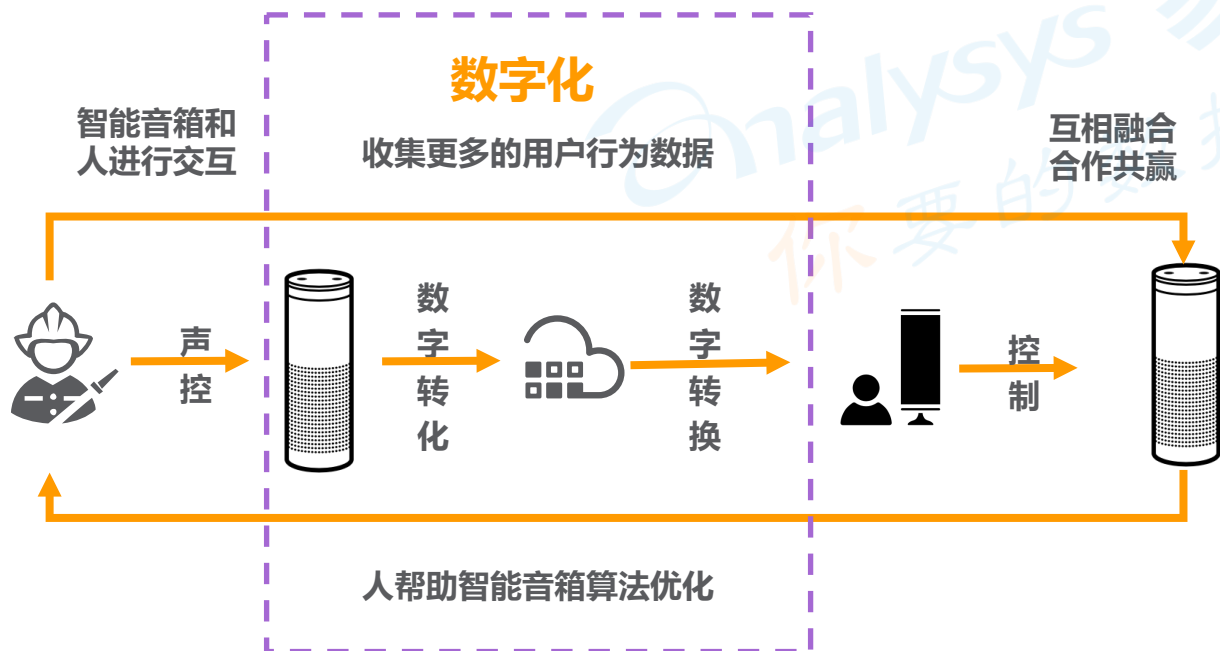 数字化
智能音箱和
人进行交互
收集更多的用户行为数据
互相融合
合作共赢
声
控
数
字
转
化
数
字
转
换
控
制
人帮助智能音箱算法优化
analysys
你要的数据